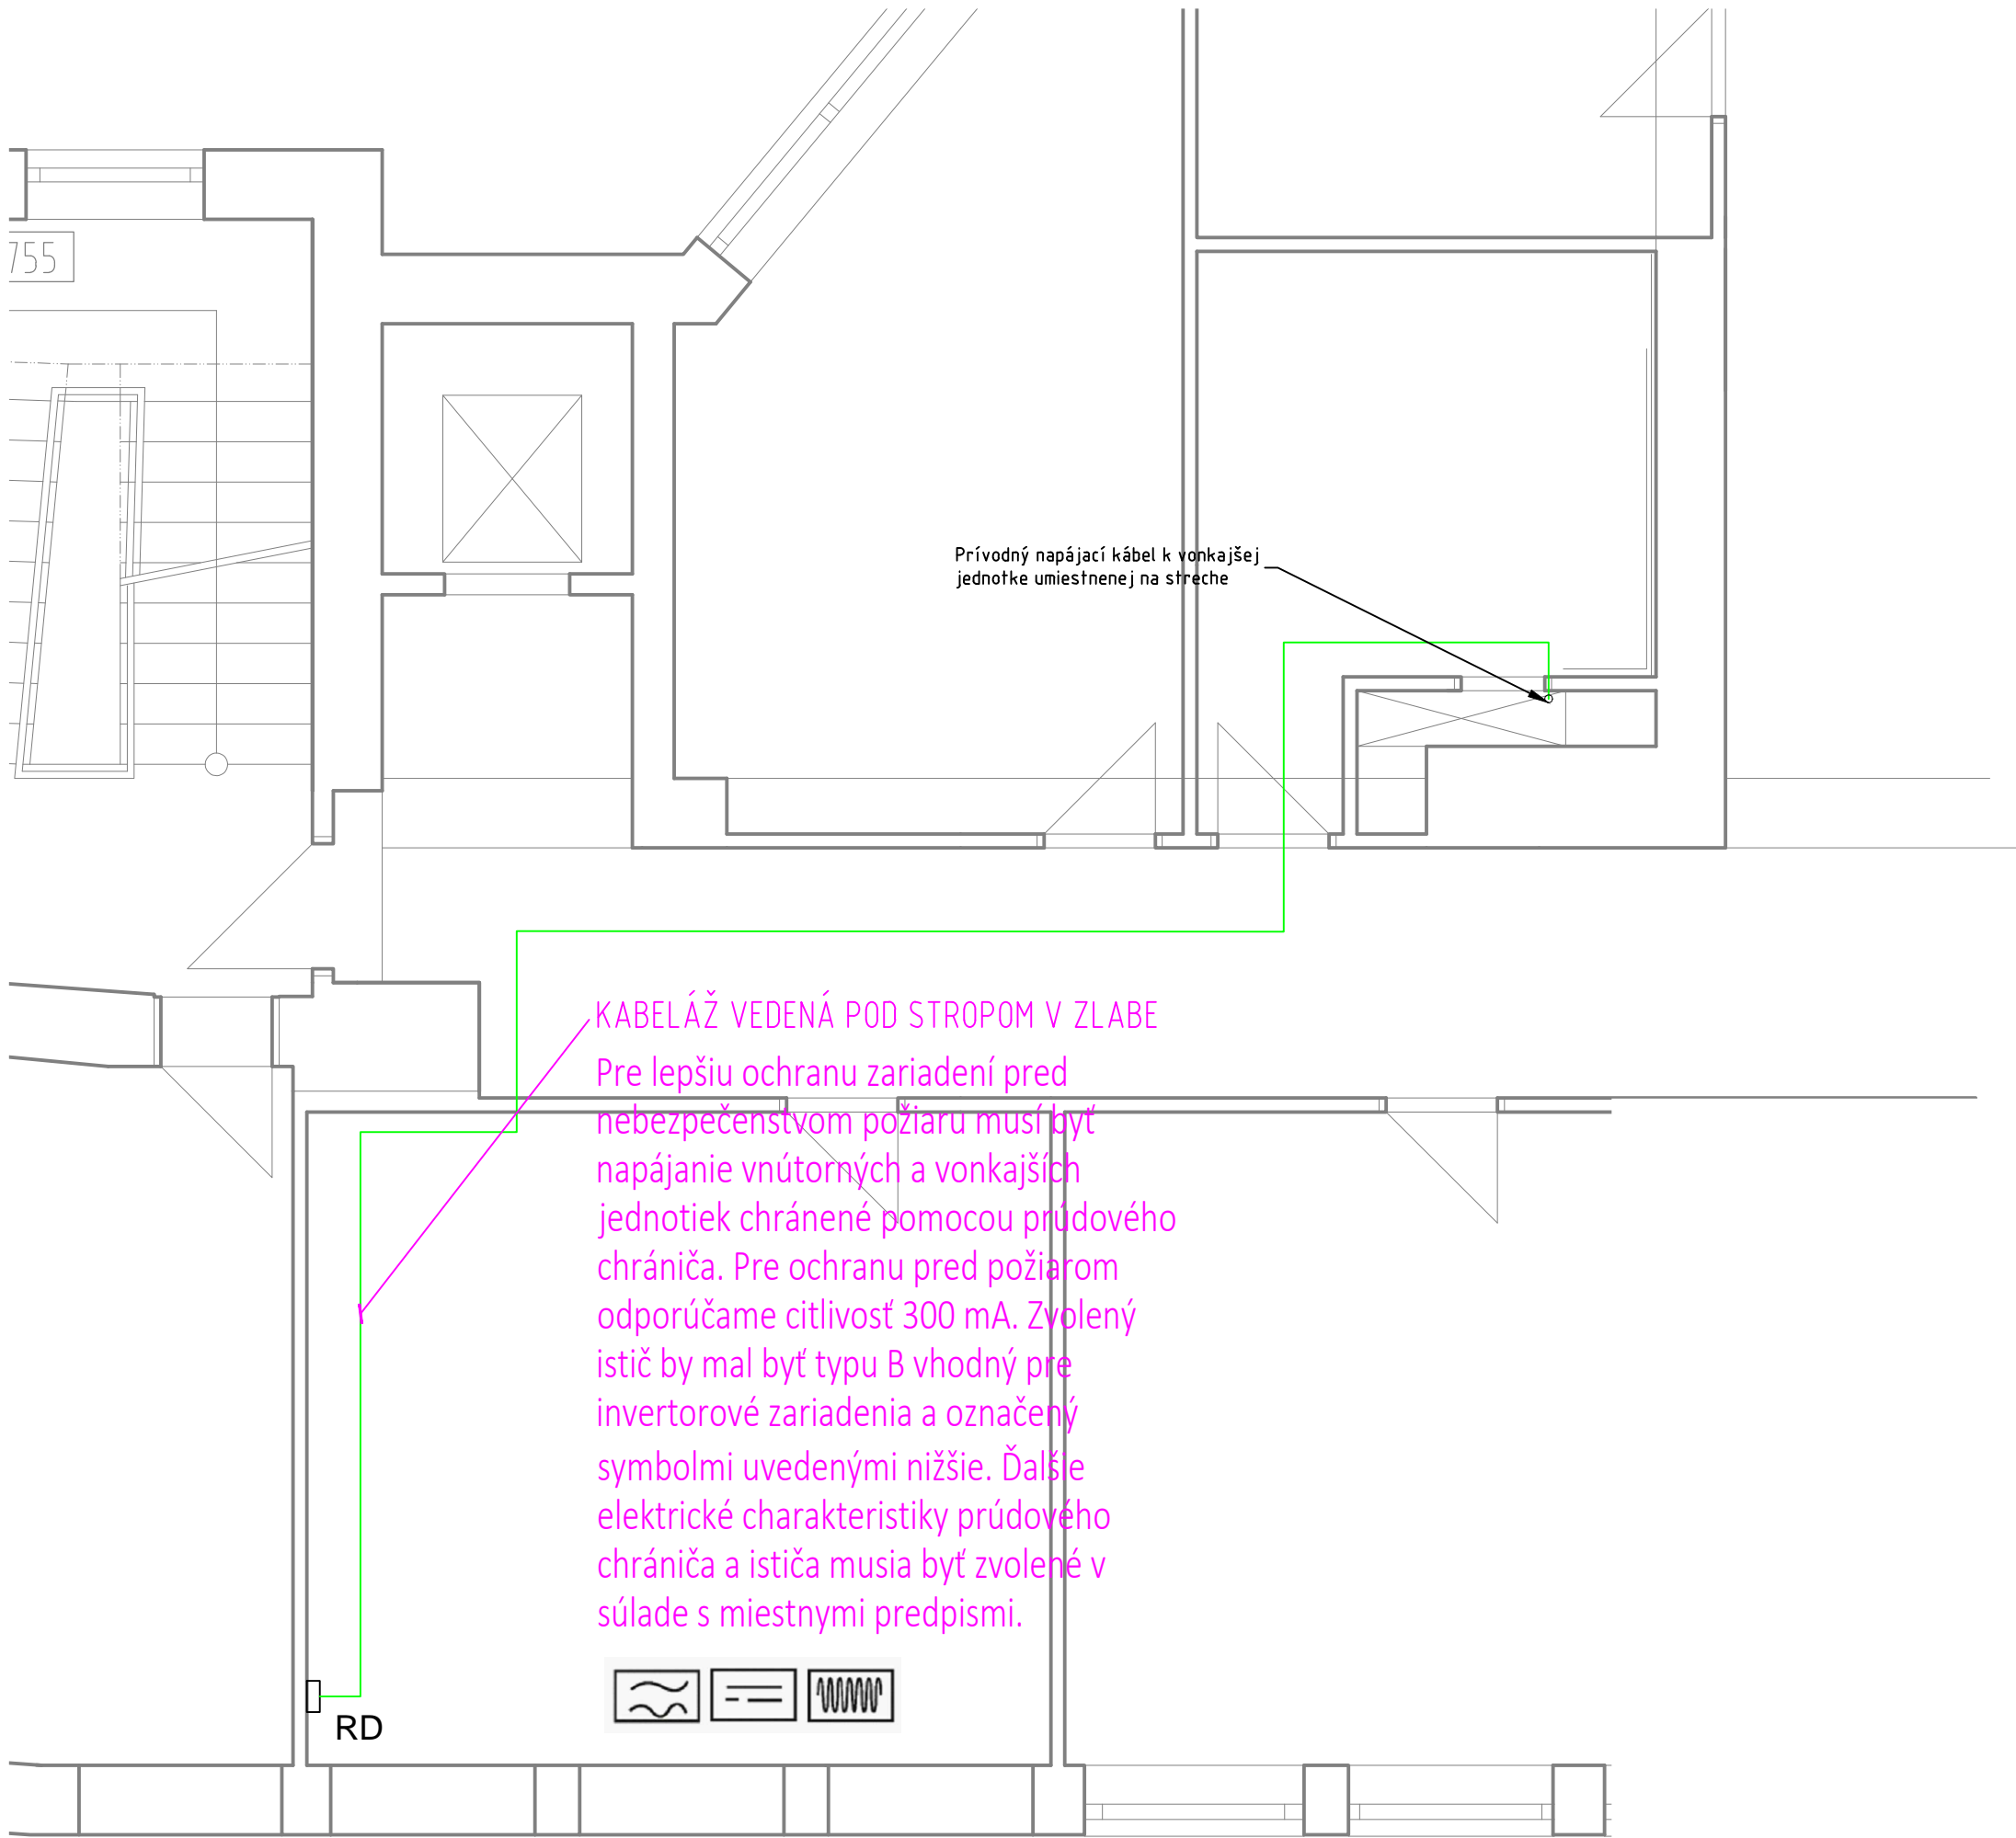 755
Prívodný napájací kábel k vonkajšej
jednotke umiestnenej na streche
KABELÁŽ VEDENÁ POD STROPOM V ZLABE
Pre lepšiu ochranu zariadení pred
nebezpečenstvom požiaru musí byť
napájanie vnútorných a vonkajších
jednotiek chránené pomocou prúdového
chrániča. Pre ochranu pred požiarom
odporúčame citlivosť 300 mA. Zvolený
istič by mal byť typu B vhodný pre
invertorové zariadenia a označený
symbolmi uvedenými nižšie. Ďalšie
elektrické charakteristiky prúdového
chrániča a ističa musia byť zvolené v
súlade s miestnymi predpismi.
RD